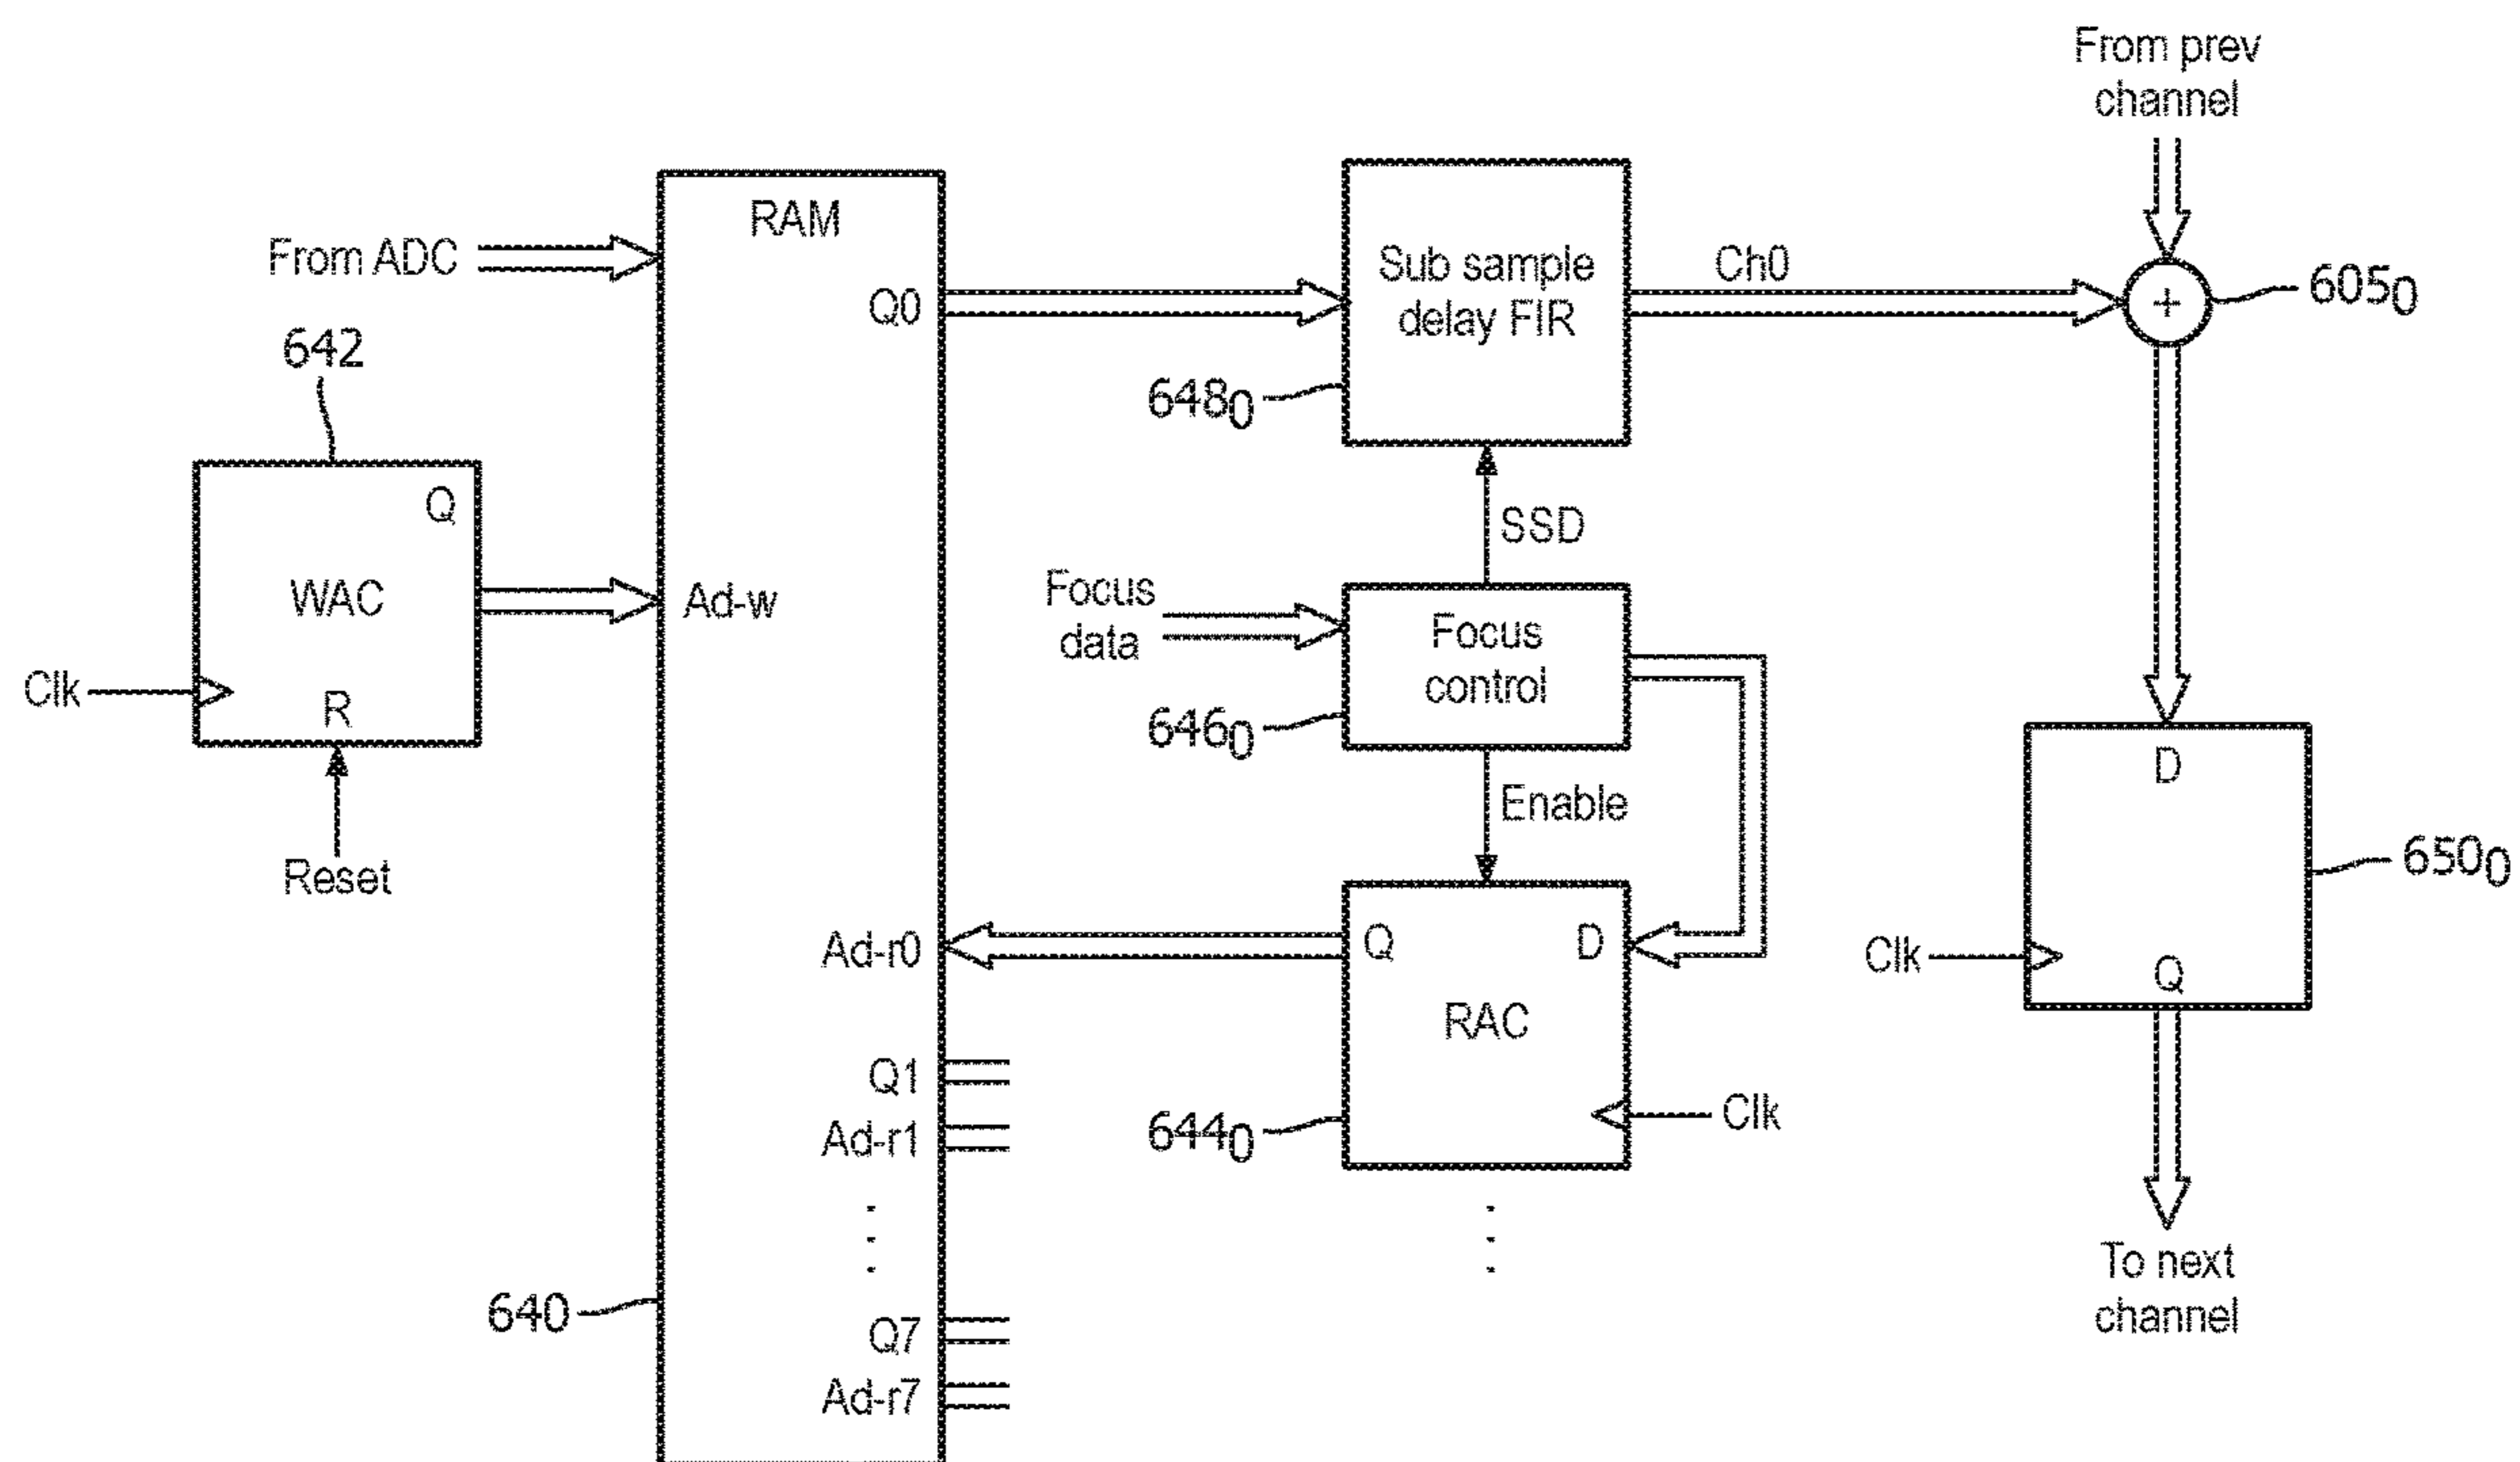 From prev
channel
RAM
From ADC
Q0
Sub sample
delay FIR
Ch0
+
605₀
642
648₀
Q
WAC
Ad-w
Clk
R
Reset
SSD
Focus
data
Focus
control
646₀
Enable
D
650₀
Clk
Q
Ad-r0
Q
D
RAC
Clk
644₀
Q1
Ad-r1
640
Q7
Ad-r7
To next
channel